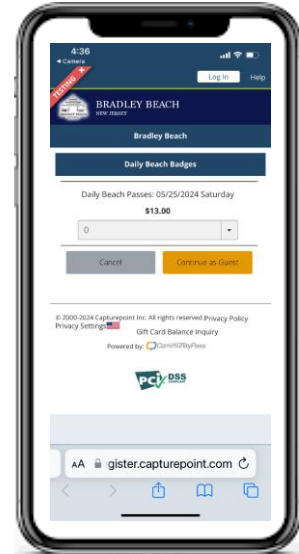 4:36
◄ Camera
TESTING
Log In Help
BRADLEY BEACH
NEW JERSEY
Bradley Beach
Daily Beach Badges
Daily Beach Passes: 05/25/2024 Saturday
$13.00
0
Cancel Continue as Guest
© 2000-2024 Capturepoint Inc. All rights reserved.Privacy Policy
Privacy Settings
Gift Card Balance Inquiry
Powered by: CommunityPass
PCI DSS
COMPLIANT
AA gister.capturepoint.com